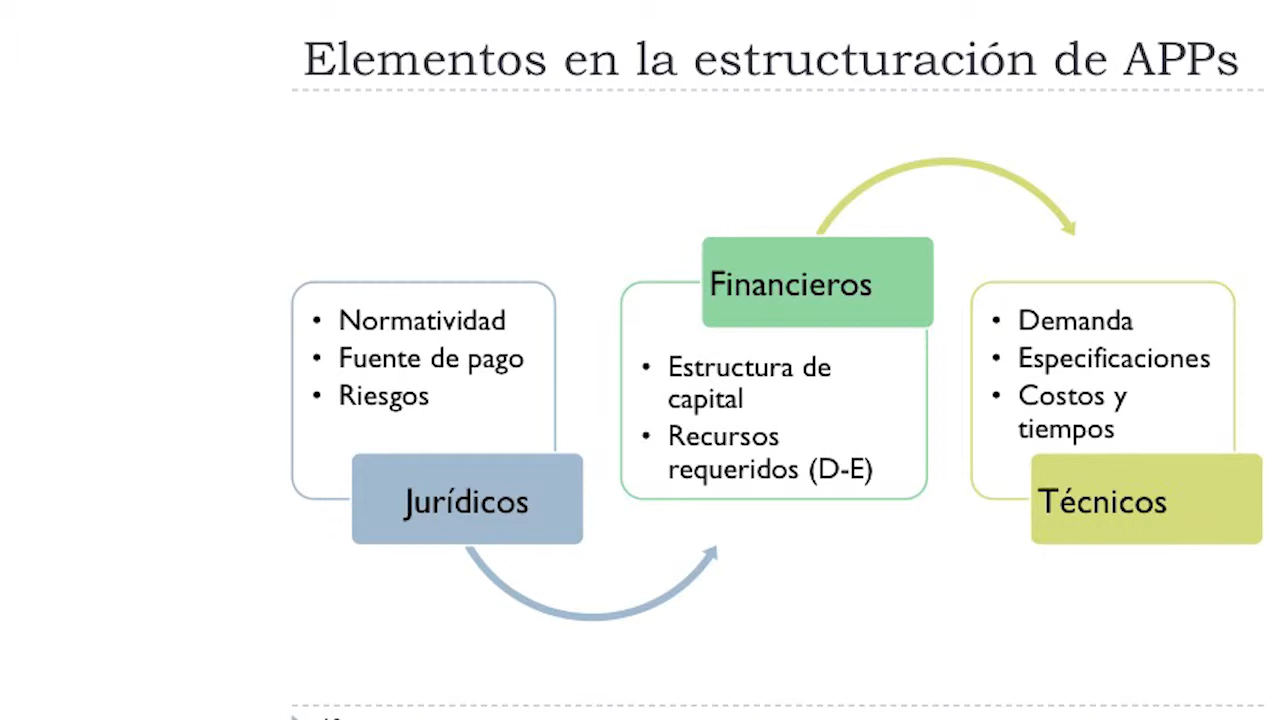 Elementos en la estructuración de APPs
• Normatividad
• Fuente de pago
• Riesgos
Jurídicos
Financieros
• Estructura de
capital
• Recursos
requeridos (D-E)
• Demanda
• Especificaciones
• Costos y
tiempos
Técnicos